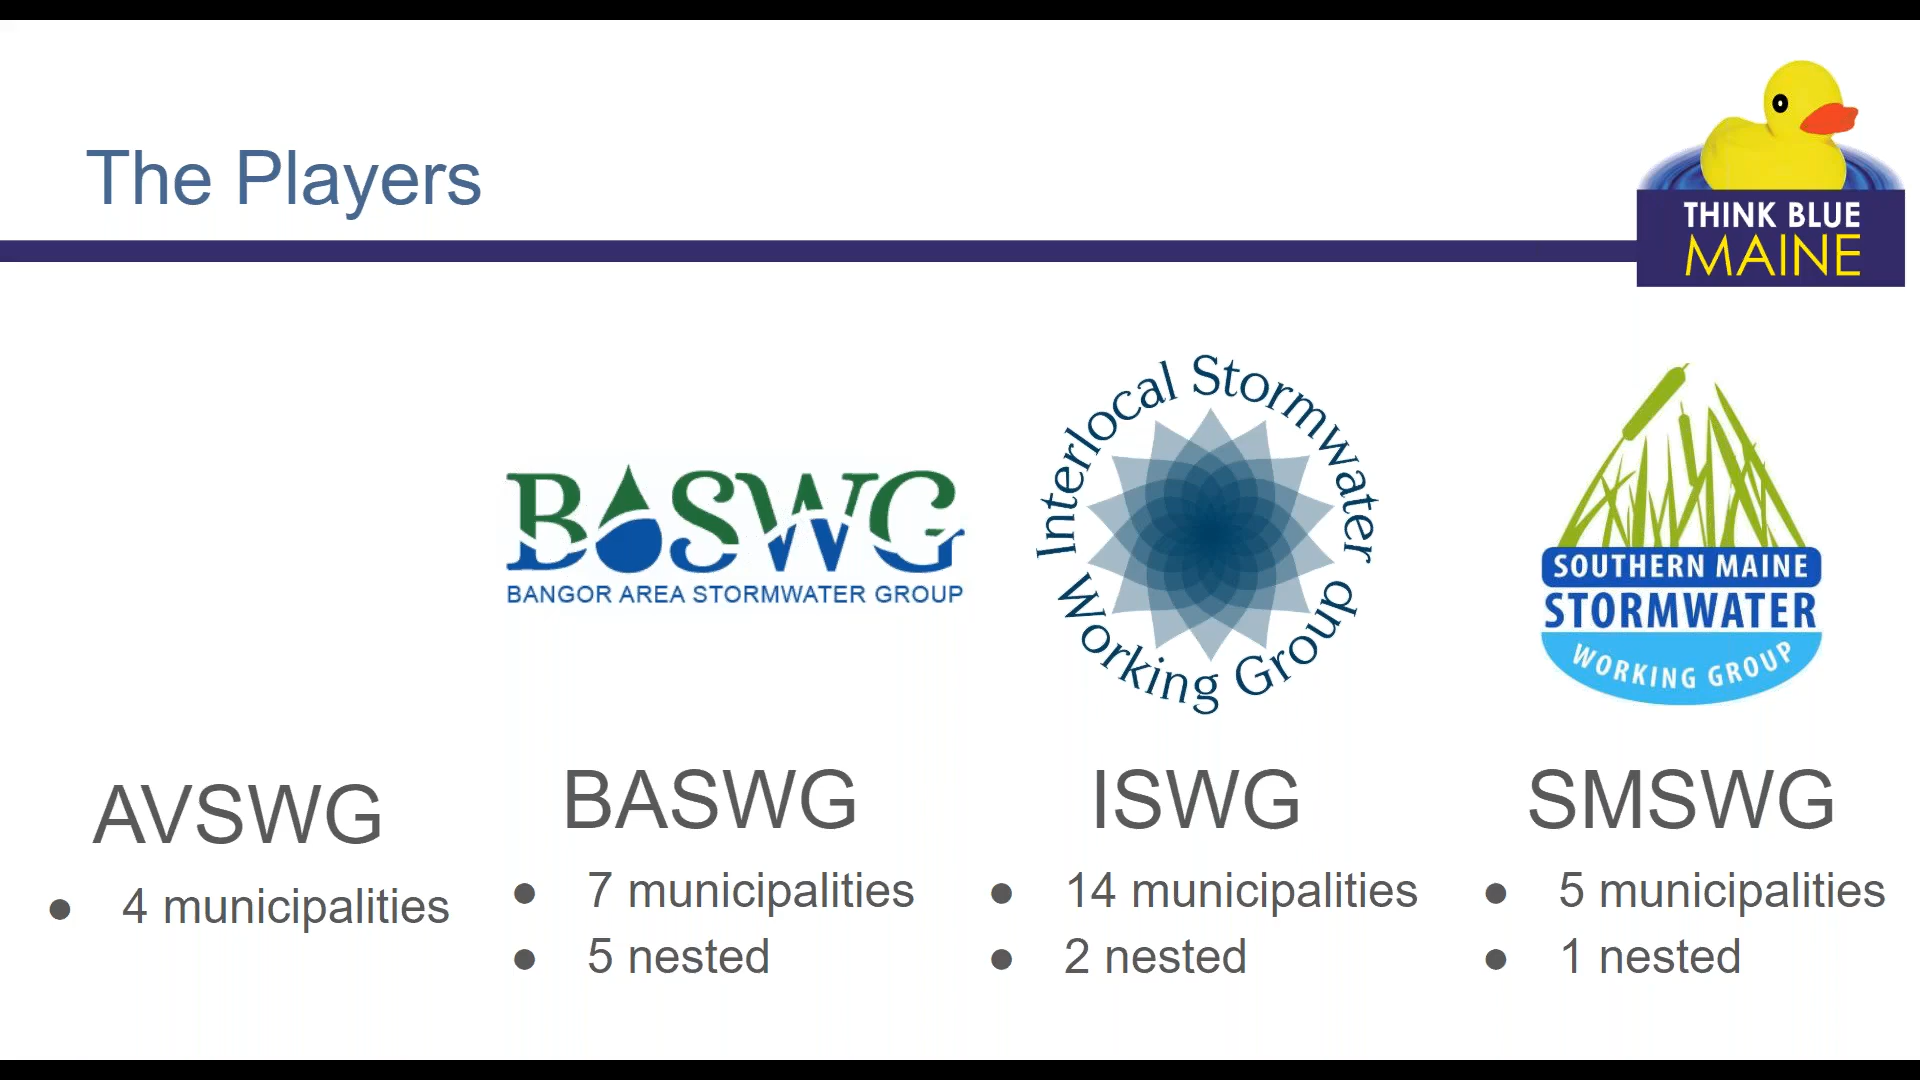 The Players
THINK BLUE
MAINE
BASWG
BANGOR AREA STORMWATER GROUP
Interlocal Stormwater
Working Group
SOUTHERN MAINE
STORMWATER
WORKING GROUP
AVSWG
● 4 municipalities
BASWG
● 7 municipalities
● 5 nested
ISWG
● 14 municipalities
● 2 nested
SMSWG
● 5 municipalities
● 1 nested